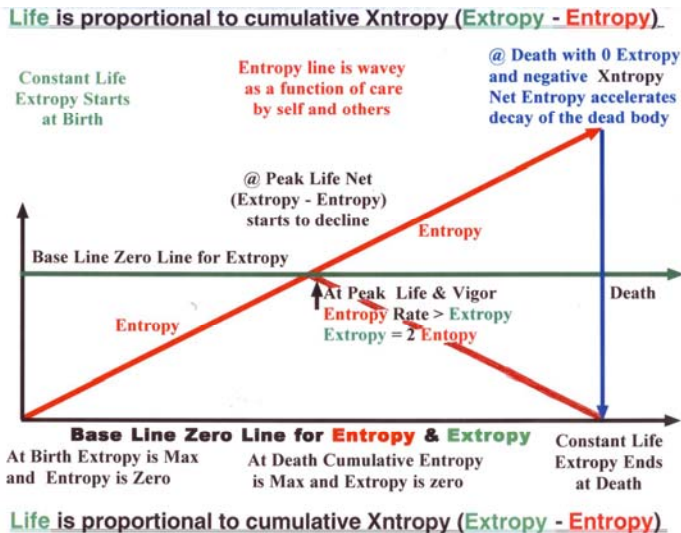 Life is proportional to cumulative Xntropy (Extropy - Entropy)
Constant Life
Extropy Starts
at Birth
Entropy line is wavey
as a function of care
by self and others
@ Death with 0 Extropy
and negative Xntropy
Net Entropy accelerates
decay of the dead body
@ Peak Life Net
(Extropy - Entropy)
starts to decline
Entropy
Base Line Zero Line for Extropy
Entropy
At Peak Life & Vigor
Entropy Rate > Extropy
Extropy = 2 Entopy
Death
Base Line Zero Line for Entropy & Extropy
At Birth Extropy is Max
and Entropy is Zero
At Death Cumulative Entropy
is Max and Extropy is zero
Constant Life
Extropy Ends
at Death
Life is proportional to cumulative Xntropy (Extropy - Entropy)